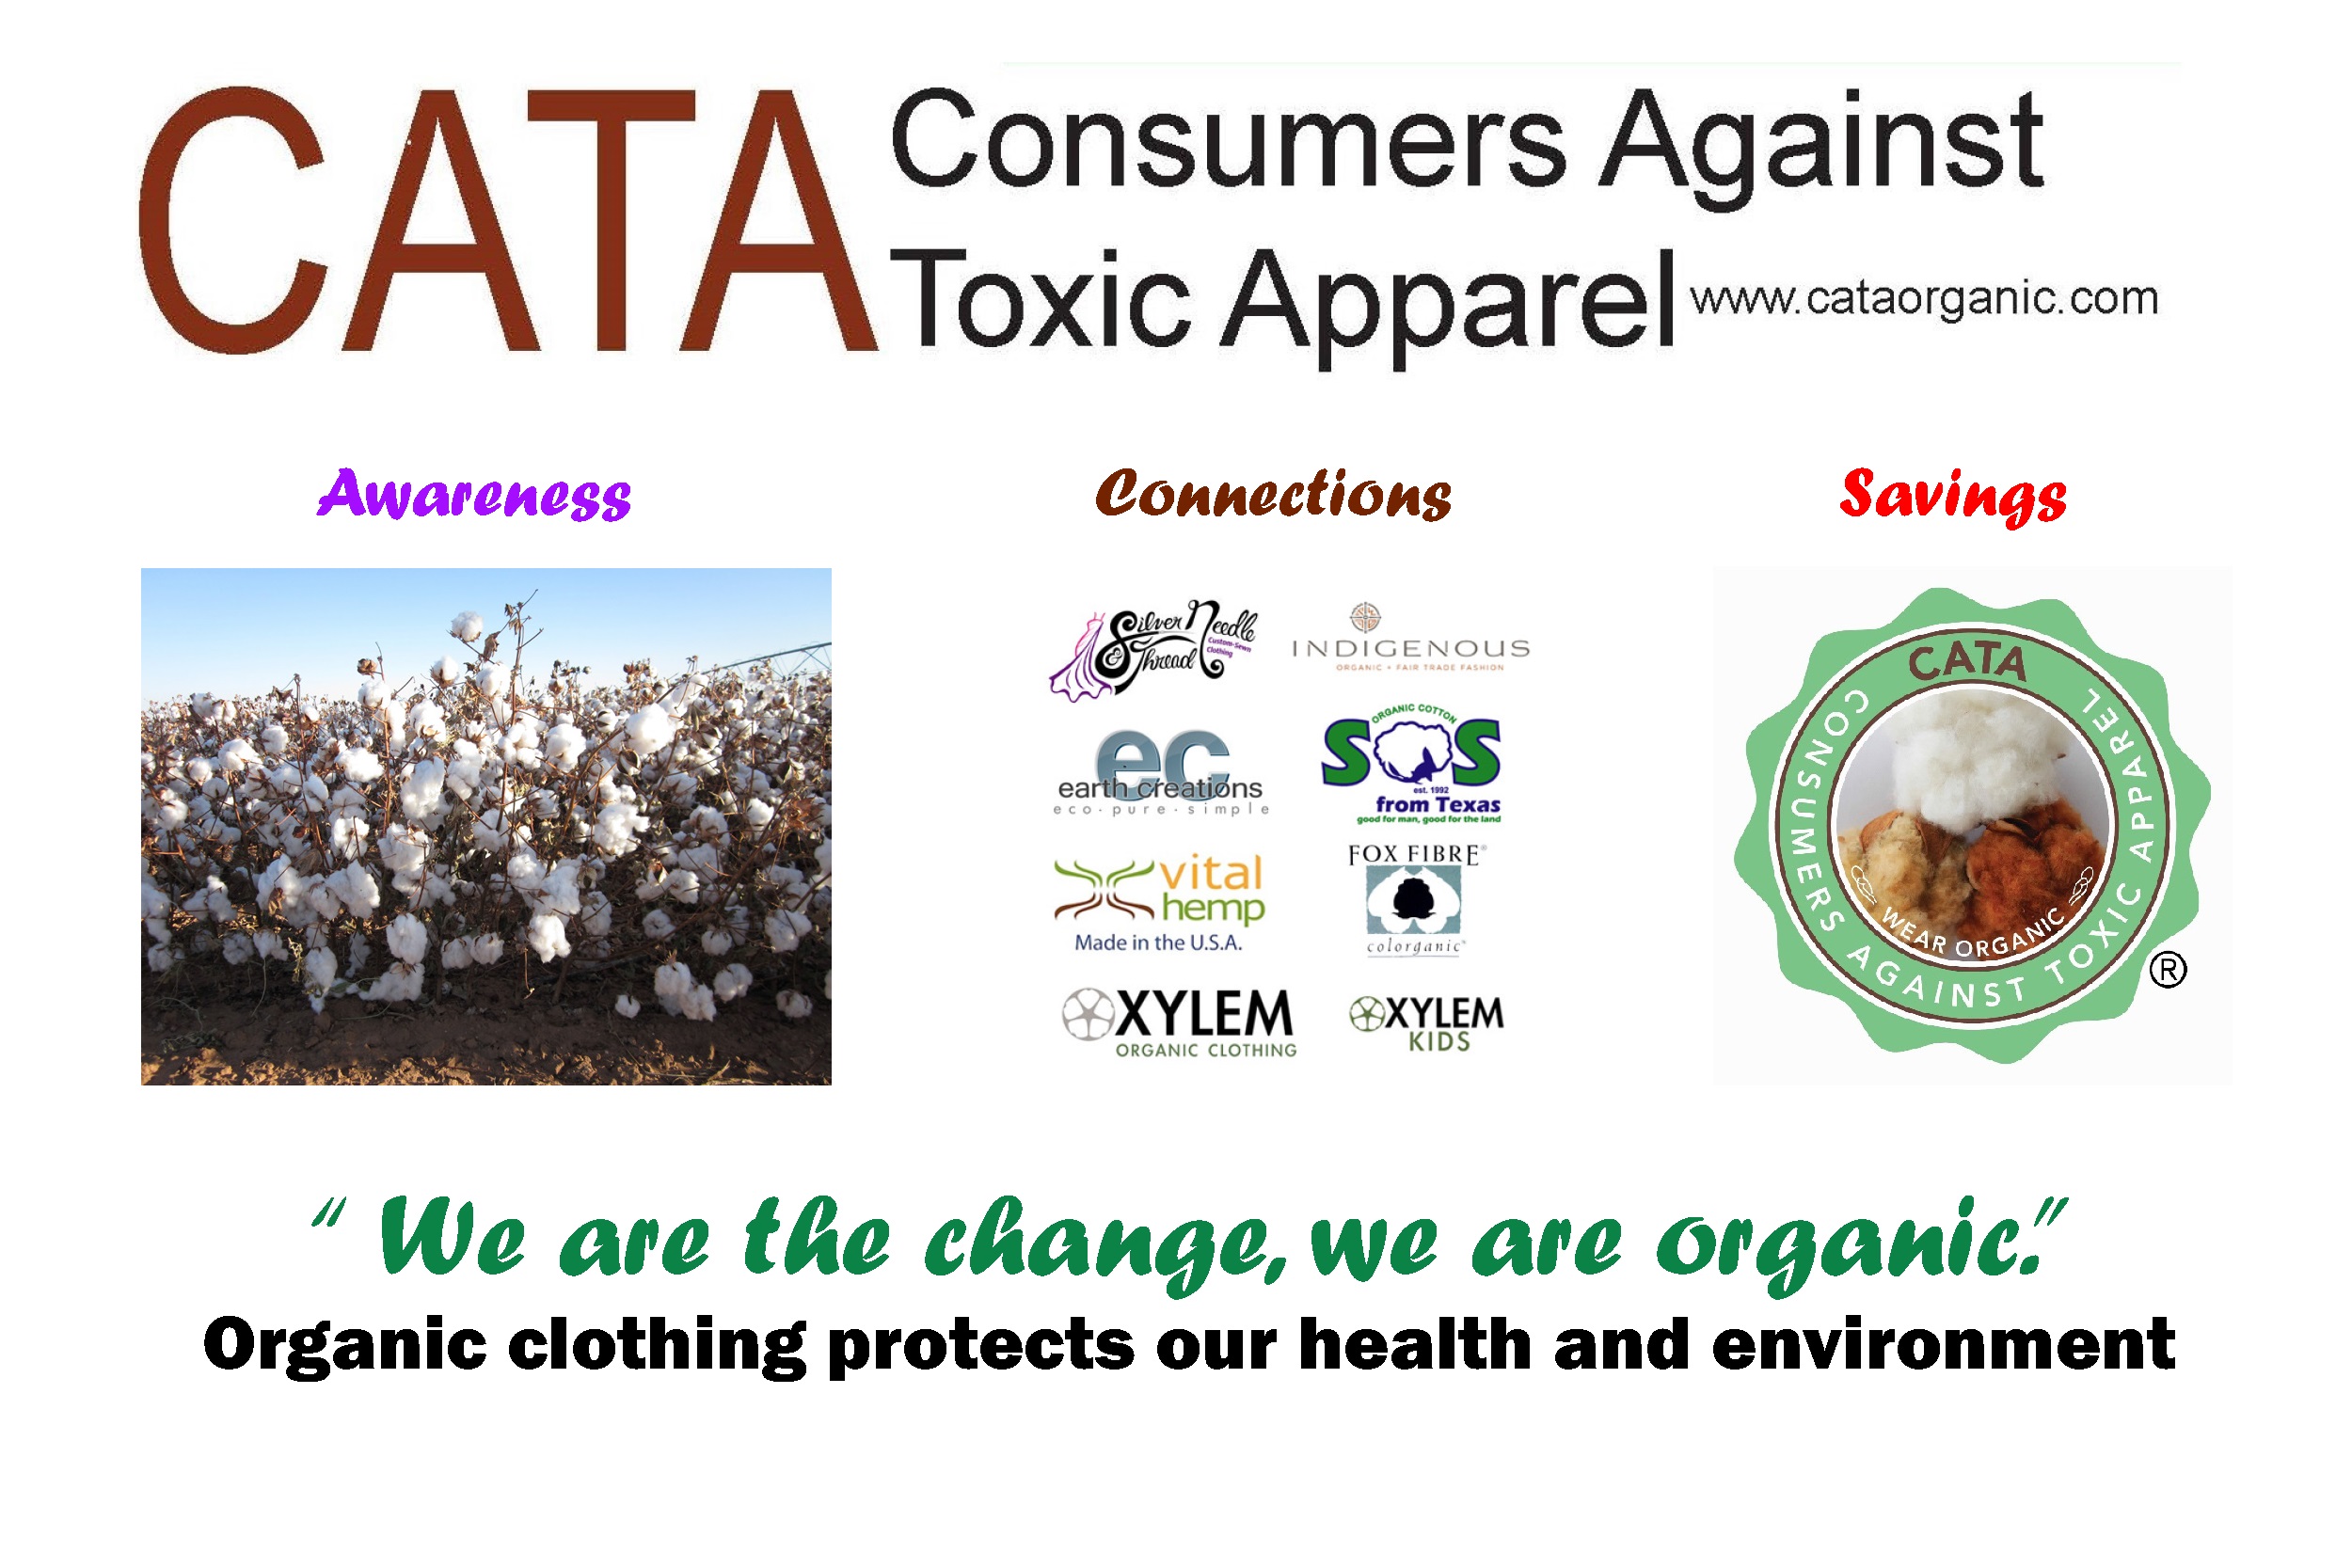 CATA
Consumers Against
Toxic Apparel www.cataorganic.com
Awareness
Connections
Savings
Silver Needle
& Thread
Custom-Sewn
Clothing
INDIGENOUS
ORGANIC + FAIR TRADE FASHION
ec
earth creations
eco·pure·simple
ORGANIC COTTON
SOS
est. 1992
from Texas
good for man, good for the land
vital
hemp
Made in the U.S.A.
FOX FIBRE®
colorganic®
XYLEM
ORGANIC CLOTHING
XYLEM
KIDS
CATA
CONSUMERS AGAINST TOXIC APPAREL
WEAR ORGANIC
®
“ We are the change, we are organic.”
Organic clothing protects our health and environment